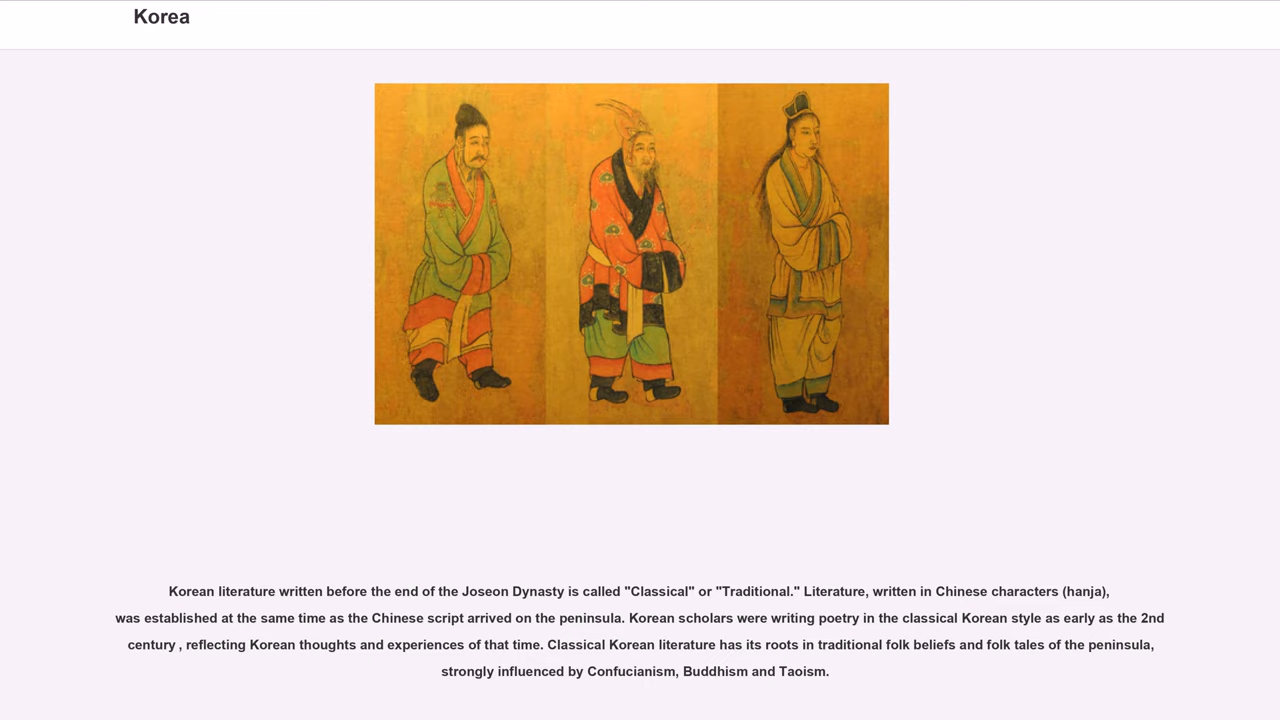 Korea
Korean literature written before the end of the Joseon Dynasty is called "Classical" or "Traditional." Literature, written in Chinese characters (hanja),
was established at the same time as the Chinese script arrived on the peninsula. Korean scholars were writing poetry in the classical Korean style as early as the 2nd
century , reflecting Korean thoughts and experiences of that time. Classical Korean literature has its roots in traditional folk beliefs and folk tales of the peninsula,
strongly influenced by Confucianism, Buddhism and Taoism.